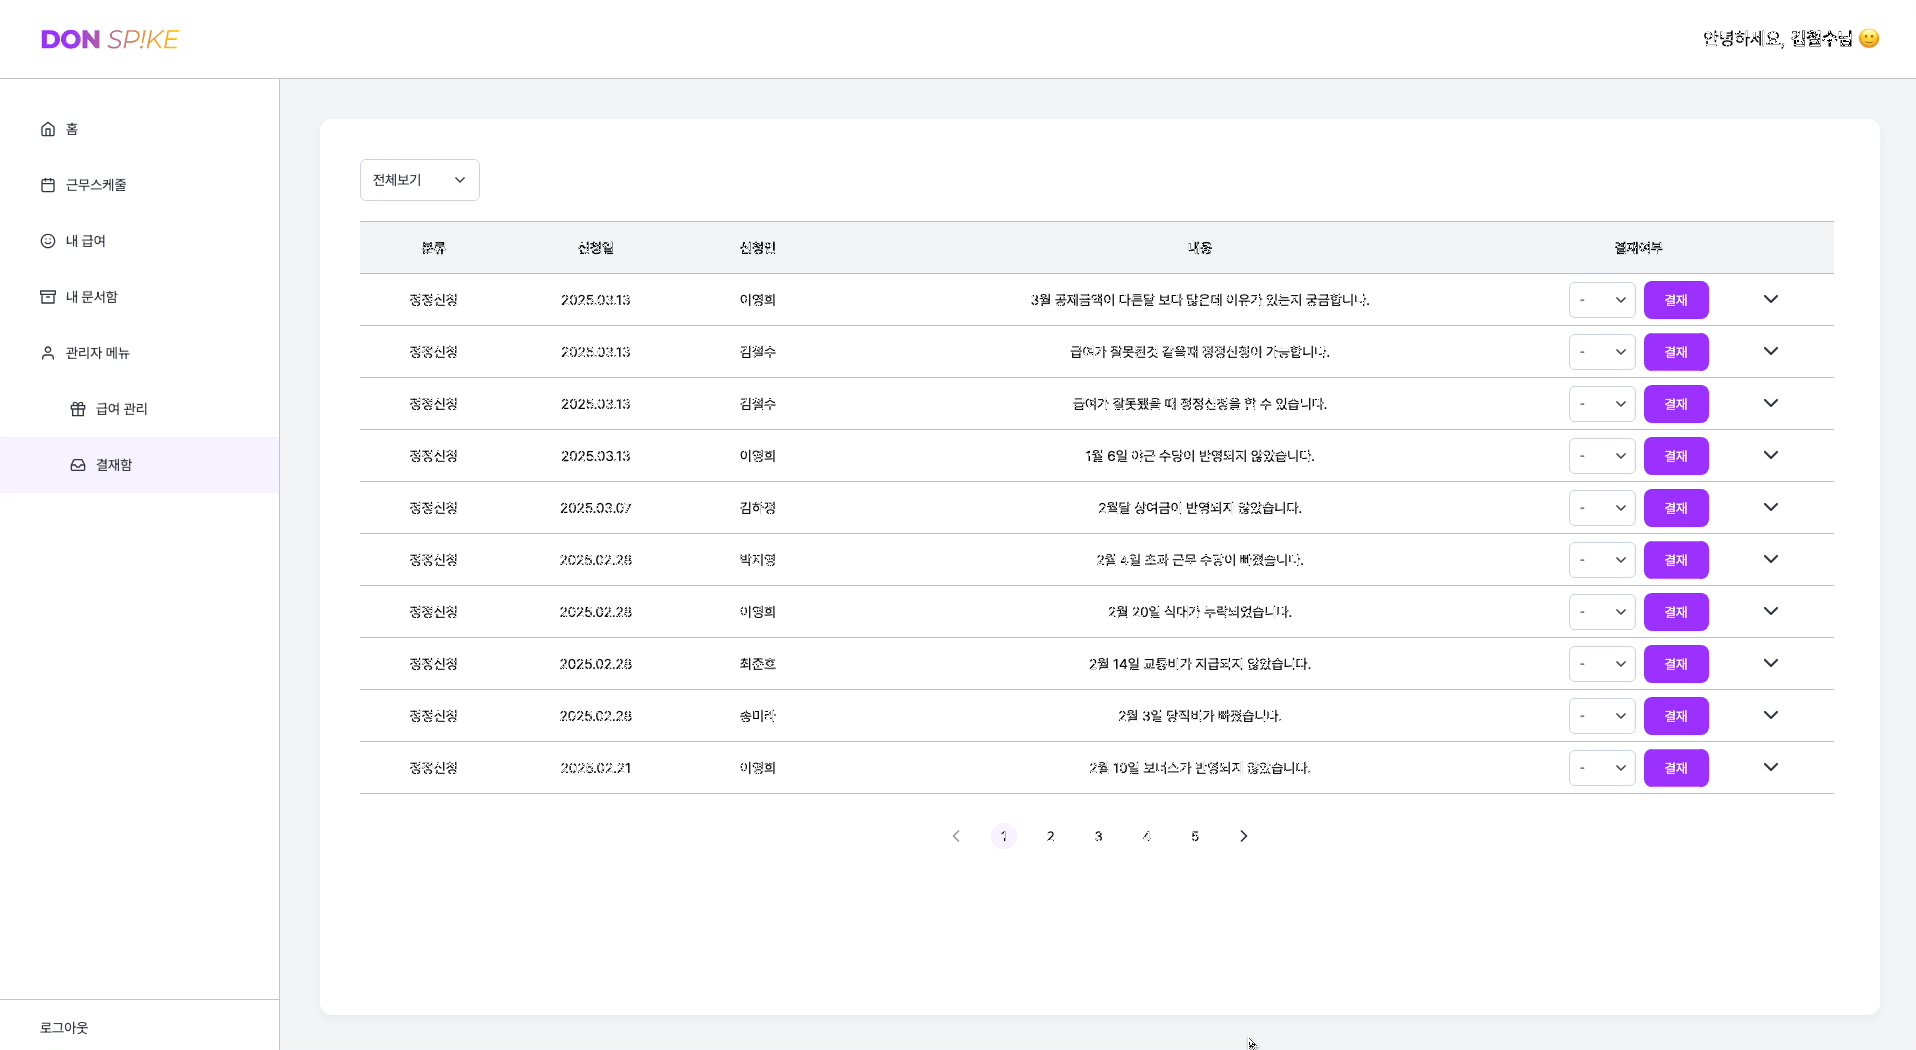 DON SP!KE
안녕하세요, 김철수님
홈
근무스케줄
내 급여
내 문서함
관리자 메뉴
급여 관리
결재함
로그아웃
전체보기
분류 신청일 신청인 내용 결재여부
정정신청 2025.03.13 이영희 3월 공제금액이 다른달 보다 많은데 이유가 있는지 궁금합니다. - 결재
정정신청 2025.03.13 김철수 급여가 잘못된것 같을때 정정신청이 가능합니다. - 결재
정정신청 2025.03.13 김철수 급여가 잘못됐을 때 정정신청을 할 수 있습니다. - 결재
정정신청 2025.03.13 이영희 1월 6일 야근 수당이 반영되지 않았습니다. - 결재
정정신청 2025.03.07 김하정 2월달 상여금이 반영되지 않았습니다. - 결재
정정신청 2025.02.28 박지영 2월 4일 초과 근무 수당이 빠졌습니다. - 결재
정정신청 2025.02.28 이영희 2월 20일 식대가 누락되었습니다. - 결재
정정신청 2025.02.28 최준호 2월 14일 교통비가 지급되지 않았습니다. - 결재
정정신청 2025.02.28 송미라 2월 3일 당직비가 빠졌습니다. - 결재
정정신청 2025.02.21 이영희 2월 10일 보너스가 반영되지 않았습니다. - 결재
1 2 3 4 5